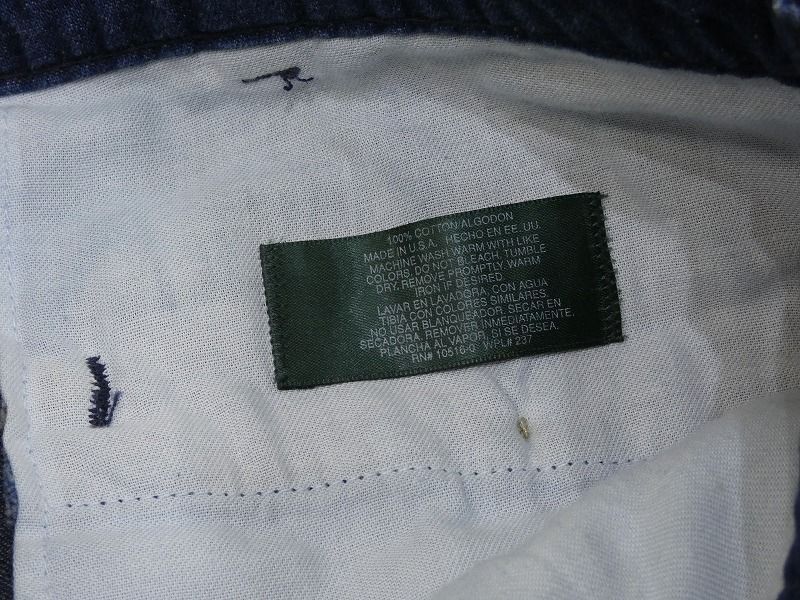 100% COTTON/ALGODON
MADE IN U.S.A. HECHO EN EE.UU.
MACHINE WASH WARM WITH LIKE
COLORS, DO NOT BLEACH, TUMBLE
DRY. REMOVE PROMPTLY, WARM
IRON IF DESIRED.
LAVAR EN LAVADORA, CON AGUA
TIBIA CON COLORES SIMILARES
NO USAR BLANQUEADOR, SECAR EN
SECADORA, REMOVER INMEDIATAMENTE,
PLANCHA AL VAPOR, SI SE DESEA.
RN# 10516-0 WPL# 237